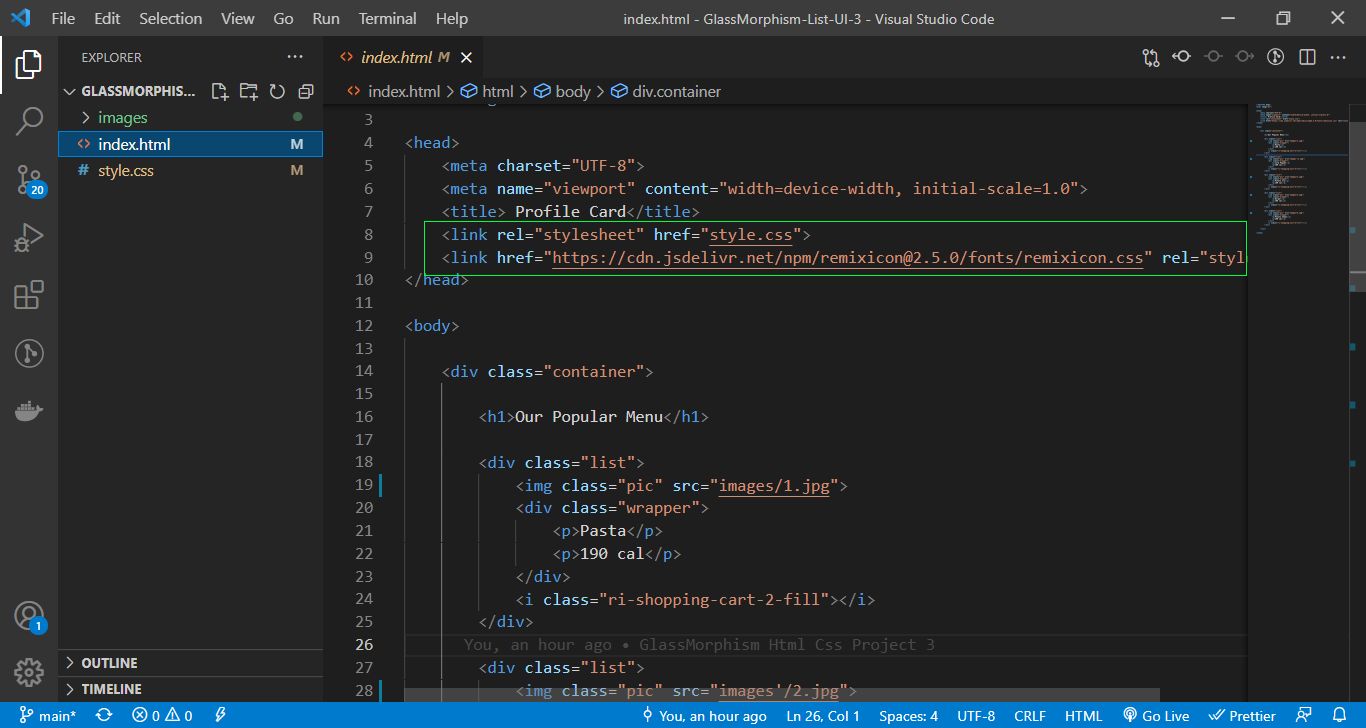 File Edit Selection View Go Run Terminal Help
index.html - GlassMorphism-List-UI-3 - Visual Studio Code
EXPLORER
GLASSMORPHIS...
images
index.html M
style.css M
20
1
OUTLINE
TIMELINE
index.html M
index.html > html > body > div.container
3
4 <head>
5 <meta charset="UTF-8">
6 <meta name="viewport" content="width=device-width, initial-scale=1.0">
7 <title> Profile Card</title>
8 <link rel="stylesheet" href="style.css">
9 <link href="https://cdn.jsdelivr.net/npm/remixicon@2.5.0/fonts/remixicon.css" rel="styl
10 </head>
11
12 <body>
13
14 <div class="container">
15
16 <h1>Our Popular Menu</h1>
17
18 <div class="list">
19 <img class="pic" src="images/1.jpg">
20 <div class="wrapper">
21 <p>Pasta</p>
22 <p>190 cal</p>
23 </div>
24 <i class="ri-shopping-cart-2-fill"></i>
25 </div>
26 You, an hour ago • GlassMorphism Html Css Project 3
27 <div class="list">
28 <img class="pic" src="images'/2.jpg">
main* 0 0 You, an hour ago Ln 26, Col 1 Spaces: 4 UTF-8 CRLF HTML Go Live Prettier